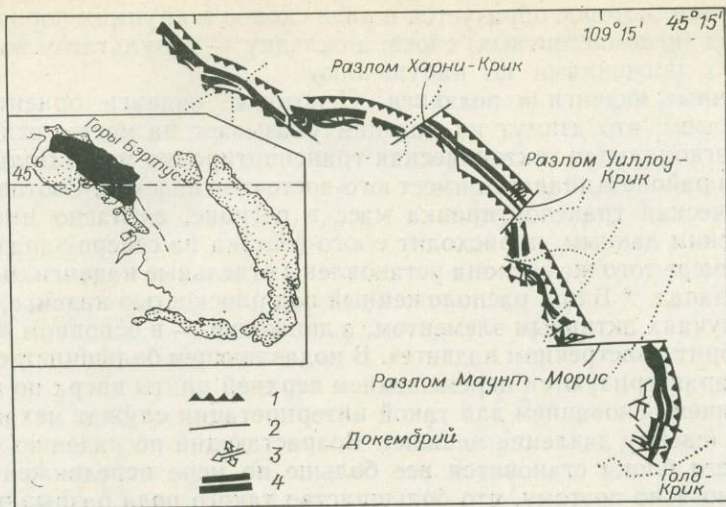 109°15'
45°15'
Разлом Харни-Крик
Горы Бэртус
45
Разлом Уиллоу-
Крик
Разлом Маунт Морис
1
2
3
4
Докембрий
Голд-
Крик